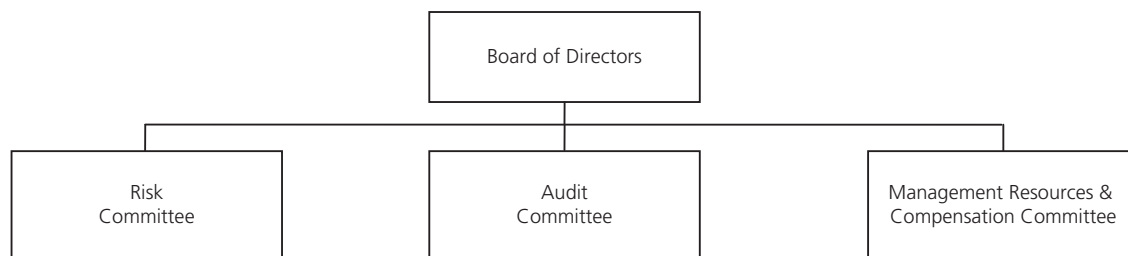 Board of Directors
Risk
Committee
Audit
Committee
Management Resources &
Compensation Committee